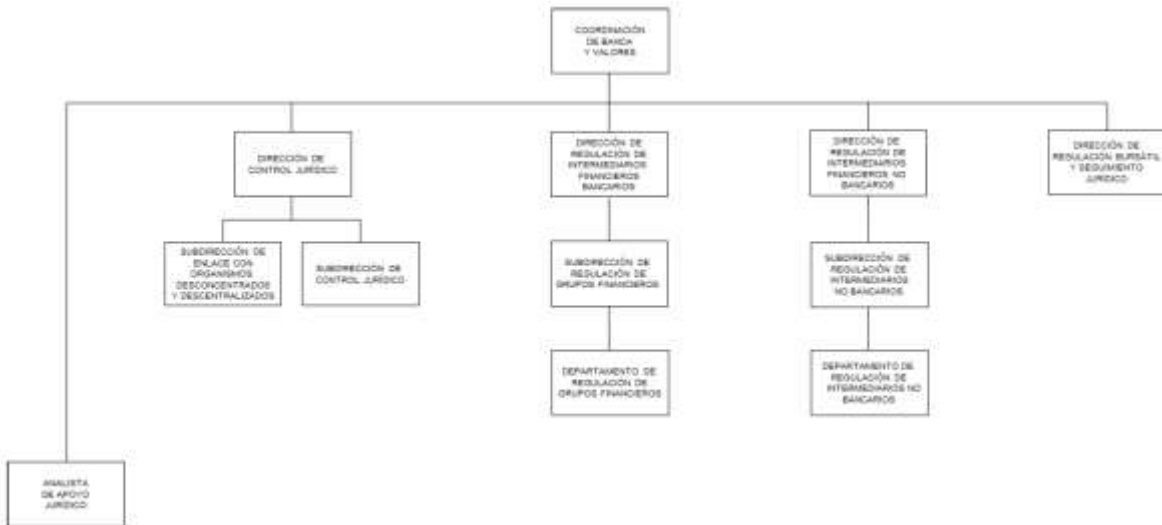 COORDINACIÓN
DE BANCA
Y VALORES
DIRECCIÓN DE
CONTROL JURÍDICO
DIRECCIÓN DE
REGULACIÓN DE
INTERMEDIARIOS
FINANCIEROS
BANCARIOS
DIRECCIÓN DE
REGULACIÓN DE
INTERMEDIARIOS
FINANCIEROS NO
BANCARIOS
DIRECCIÓN DE
REGULACIÓN BURSÁTIL
Y SEGUIMIENTO
JURÍDICO
SUBDIRECCIÓN DE
ENLACE CON
ORGANISMOS
DESCONCENTRADOS
Y DESCENTRALIZADOS
SUBDIRECCIÓN DE
CONTROL JURÍDICO
SUBDIRECCIÓN DE
REGULACIÓN DE
GRUPOS FINANCIEROS
SUBDIRECCIÓN DE
REGULACIÓN DE
INTERMEDIARIOS
NO BANCARIOS
DEPARTAMENTO DE
REGULACIÓN DE
GRUPOS FINANCIEROS
DEPARTAMENTO DE
REGULACIÓN DE
INTERMEDIARIOS NO
BANCARIOS
ANALISTA
DE APOYO
JURÍDICO